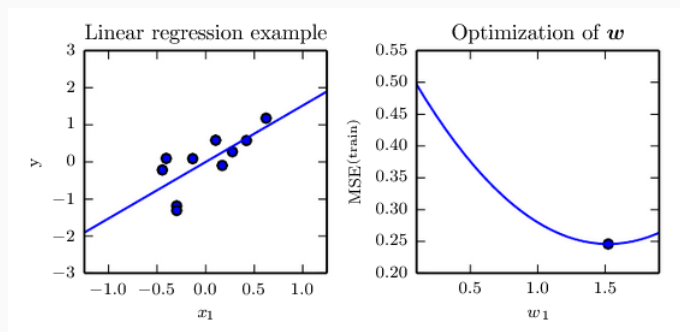 Linear regression example
3
2
1
0
−1
−2
−3
y
−1.0 −0.5 0.0 0.5 1.0
x₁
Optimization of w
0.55
0.50
0.45
0.40
0.35
0.30
0.25
0.20
MSE(train)
0.5 1.0 1.5
w₁